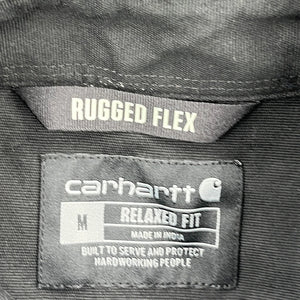 RUGGED FLEX
carhartt
M
RELAXED FIT
MADE IN INDIA
BUILT TO SERVE AND PROTECT
HARDWORKING PEOPLE